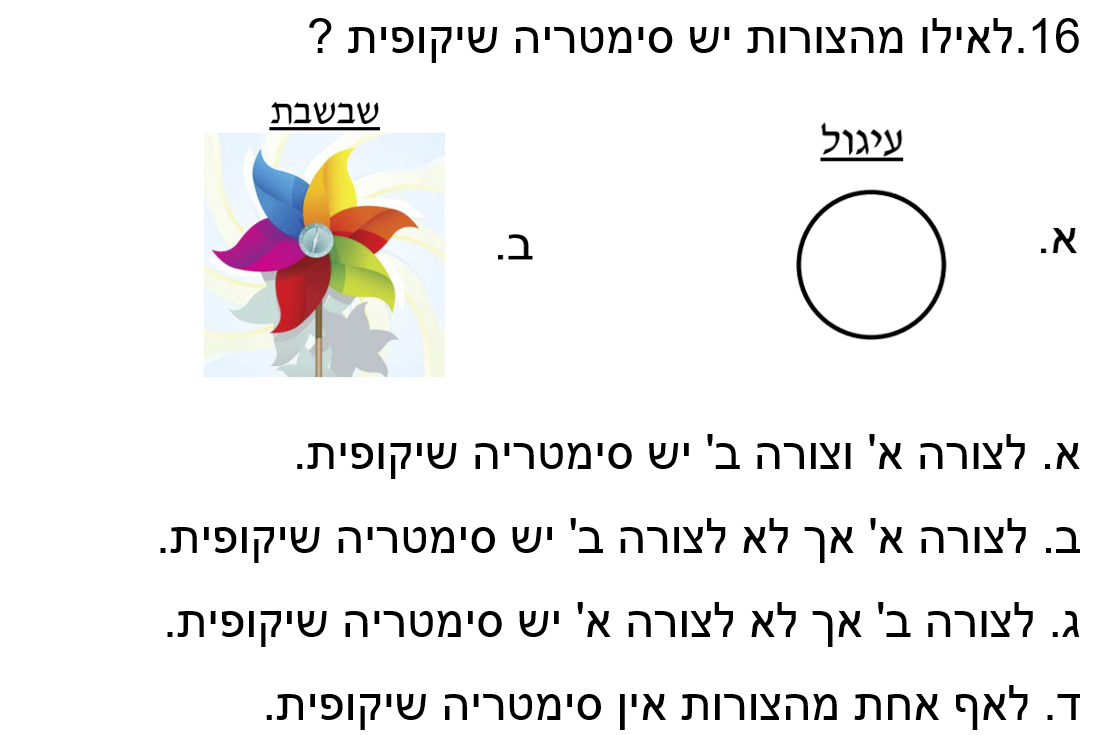 16.לאילו מהצורות יש סימטריה שיקופית ?
עיגול
א.
שבשבת
ב.
א. לצורה א' וצורה ב' יש סימטריה שיקופית.
ב. לצורה א' אך לא לצורה ב' יש סימטריה שיקופית.
ג. לצורה ב' אך לא לצורה א' יש סימטריה שיקופית.
ד. לאף אחת מהצורות אין סימטריה שיקופית.